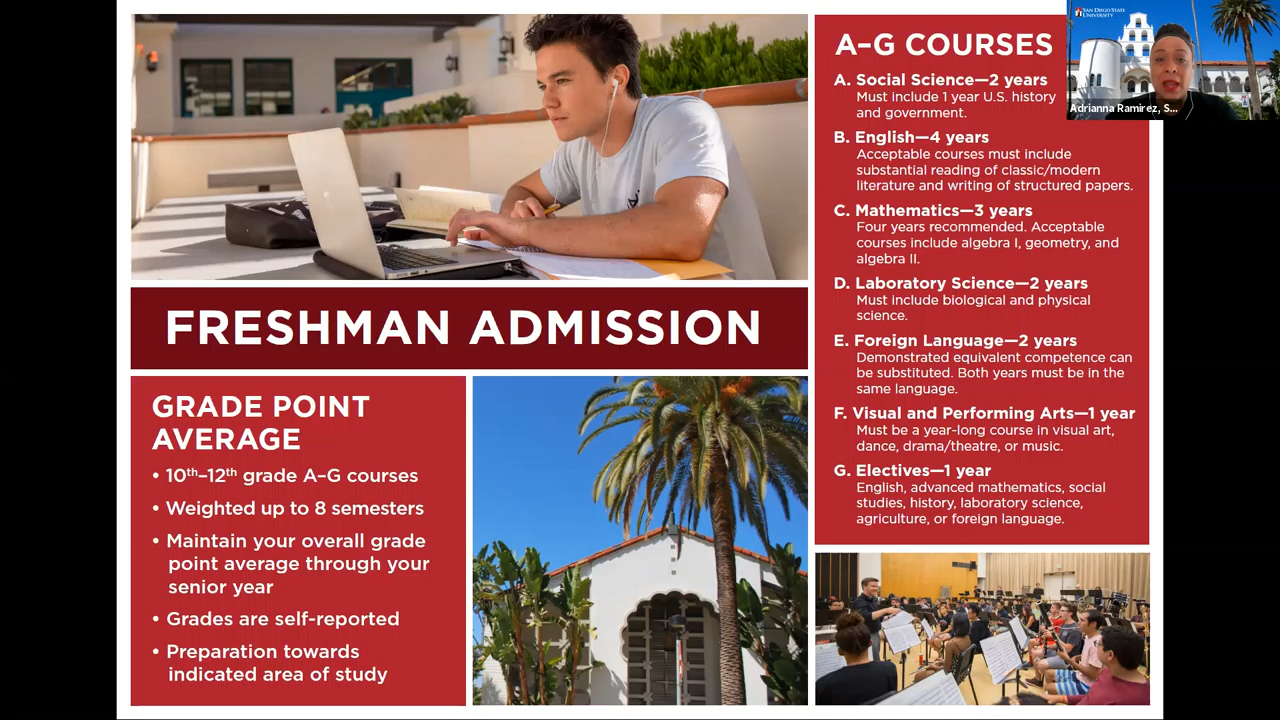 FRESHMAN ADMISSION
GRADE POINT
AVERAGE
• 10th–12th grade A–G courses
• Weighted up to 8 semesters
• Maintain your overall grade
point average through your
senior year
• Grades are self-reported
• Preparation towards
indicated area of study
A–G COURSES
A. Social Science—2 years
Must include 1 year U.S. history
and government.
B. English—4 years
Acceptable courses must include
substantial reading of classic/modern
literature and writing of structured papers.
C. Mathematics—3 years
Four years recommended. Acceptable
courses include algebra I, geometry, and
algebra II.
D. Laboratory Science—2 years
Must include biological and physical
science.
E. Foreign Language—2 years
Demonstrated equivalent competence can
be substituted. Both years must be in the
same language.
F. Visual and Performing Arts—1 year
Must be a year-long course in visual art,
dance, drama/theatre, or music.
G. Electives—1 year
English, advanced mathematics, social
studies, history, laboratory science,
agriculture, or foreign language.
SAN DIEGO STATE
UNIVERSITY
Adrianna Ramirez, S...